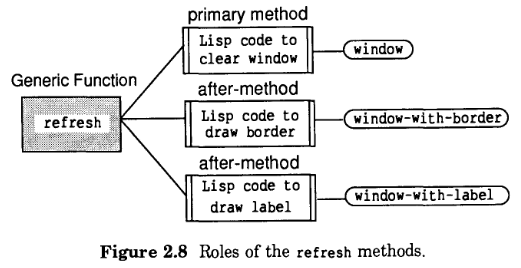 primary method
Lisp code to
clear window
window
Generic Function
refresh
after-method
Lisp code to
draw border
window-with-border
after-method
Lisp code to
draw label
window-with-label
Figure 2.8 Roles of the refresh methods.